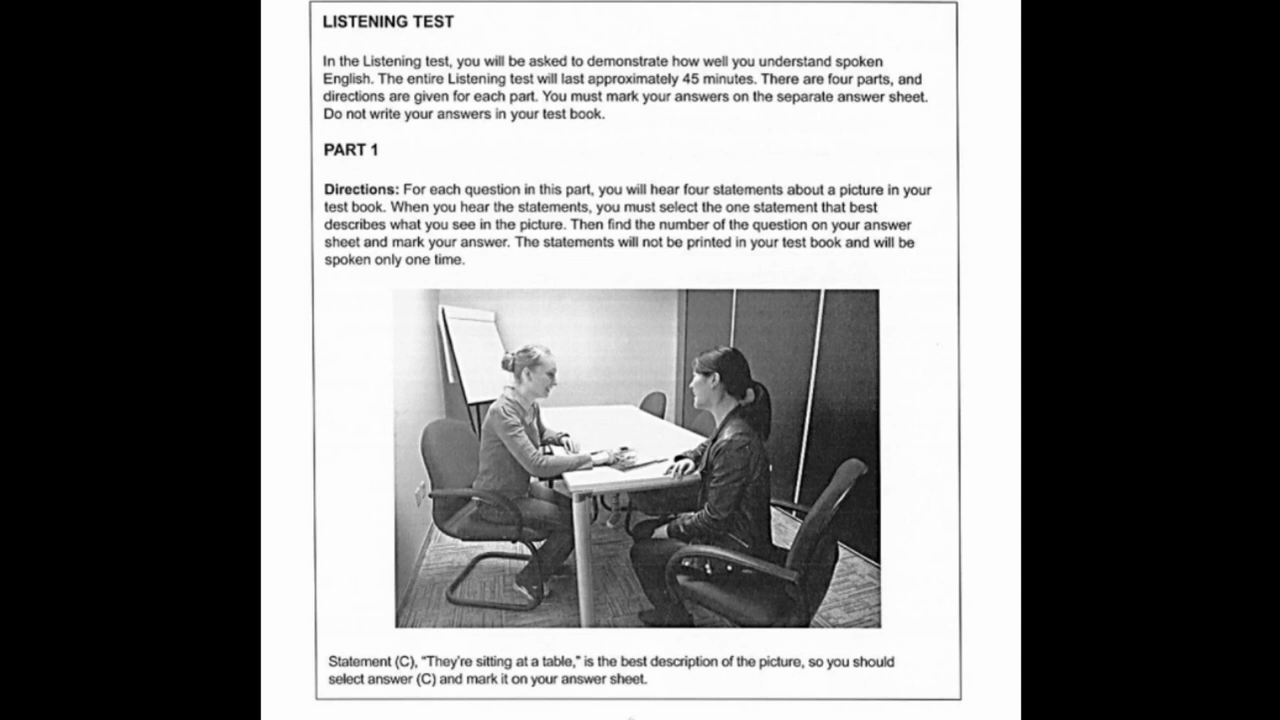 LISTENING TEST
In the Listening test, you will be asked to demonstrate how well you understand spoken
English. The entire Listening test will last approximately 45 minutes. There are four parts, and
directions are given for each part. You must mark your answers on the separate answer sheet.
Do not write your answers in your test book.
PART 1
Directions: For each question in this part, you will hear four statements about a picture in your
test book. When you hear the statements, you must select the one statement that best
describes what you see in the picture. Then find the number of the question on your answer
sheet and mark your answer. The statements will not be printed in your test book and will be
spoken only one time.
Statement (C), "They're sitting at a table," is the best description of the picture, so you should
select answer (C) and mark it on your answer sheet.